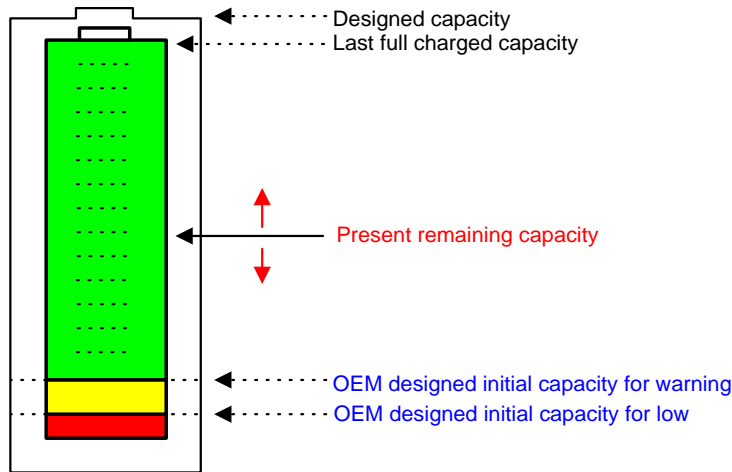 Designed capacity
Last full charged capacity
Present remaining capacity
OEM designed initial capacity for warning
OEM designed initial capacity for low